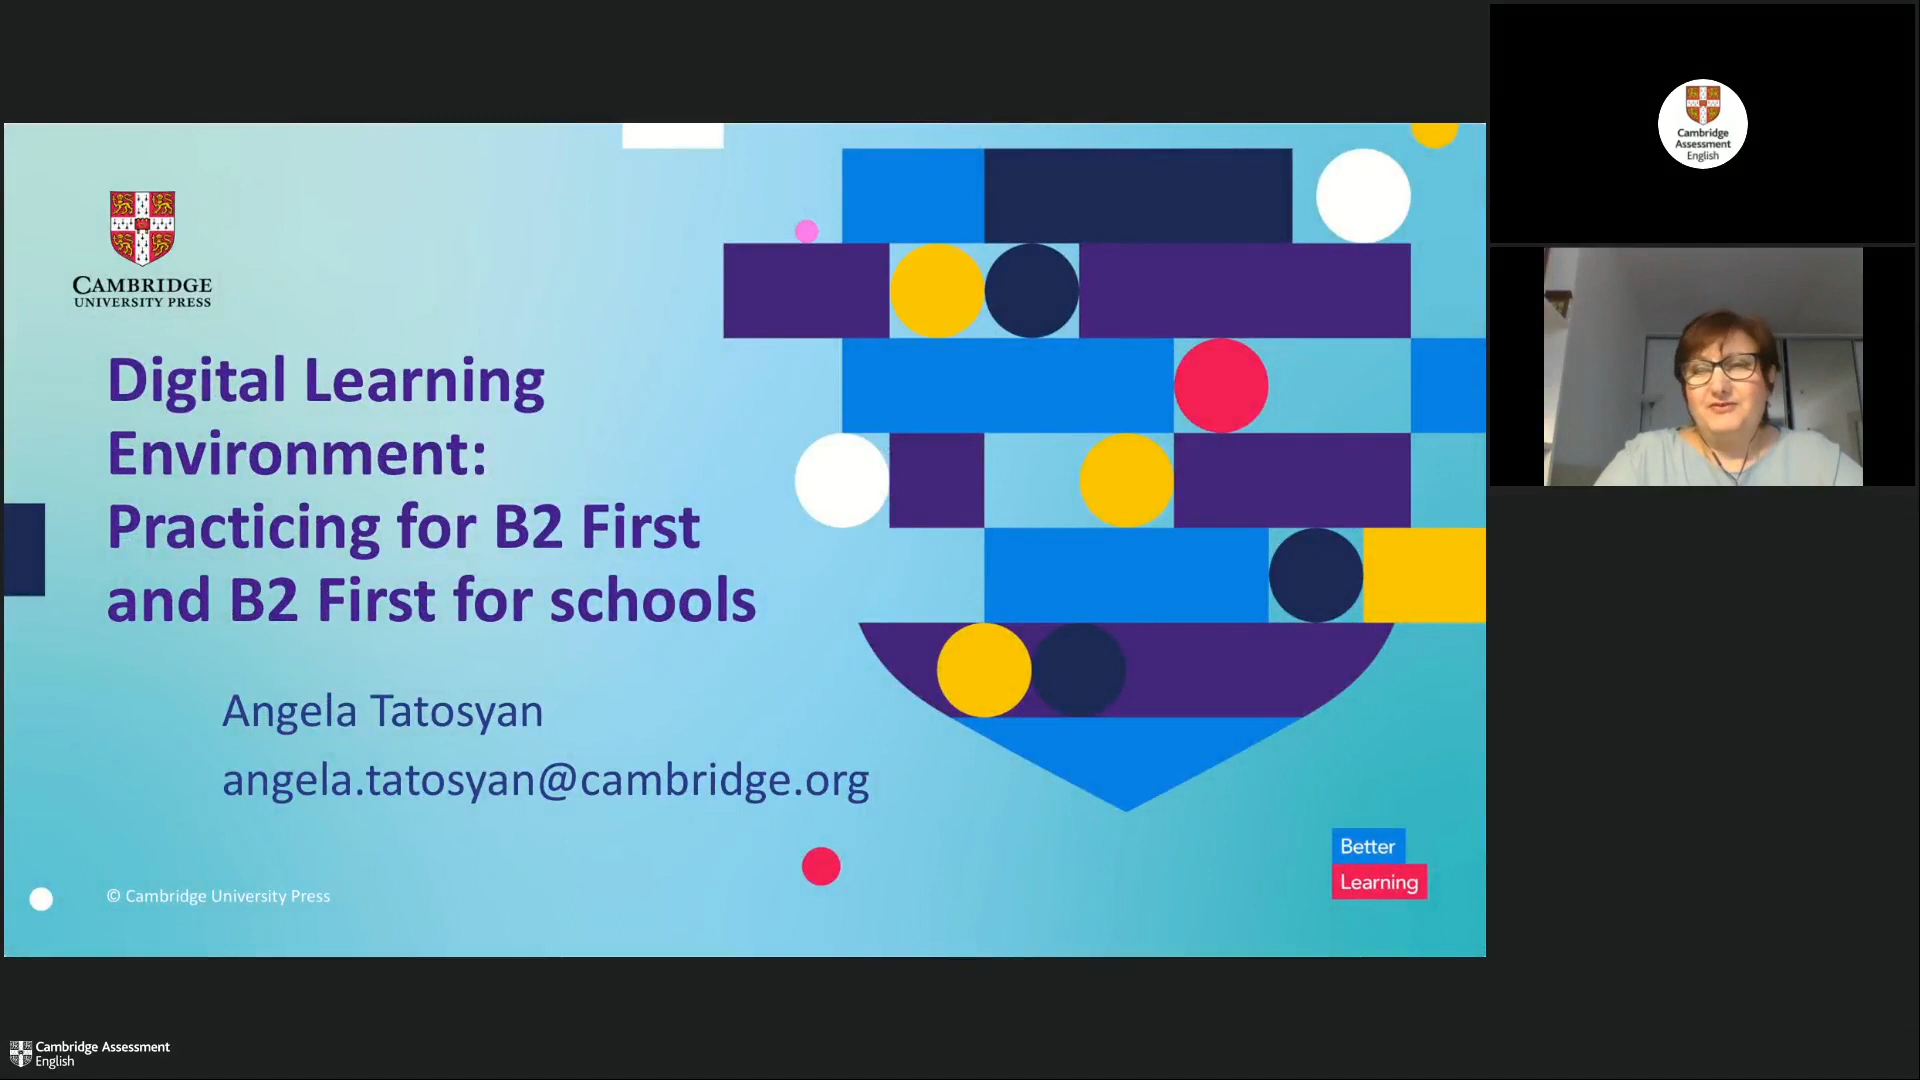 CAMBRIDGE
UNIVERSITY PRESS
Digital Learning
Environment:
Practicing for B2 First
and B2 First for schools
Angela Tatosyan
angela.tatosyan@cambridge.org
© Cambridge University Press
Better
Learning
Cambridge
Assessment
English
Cambridge Assessment
English